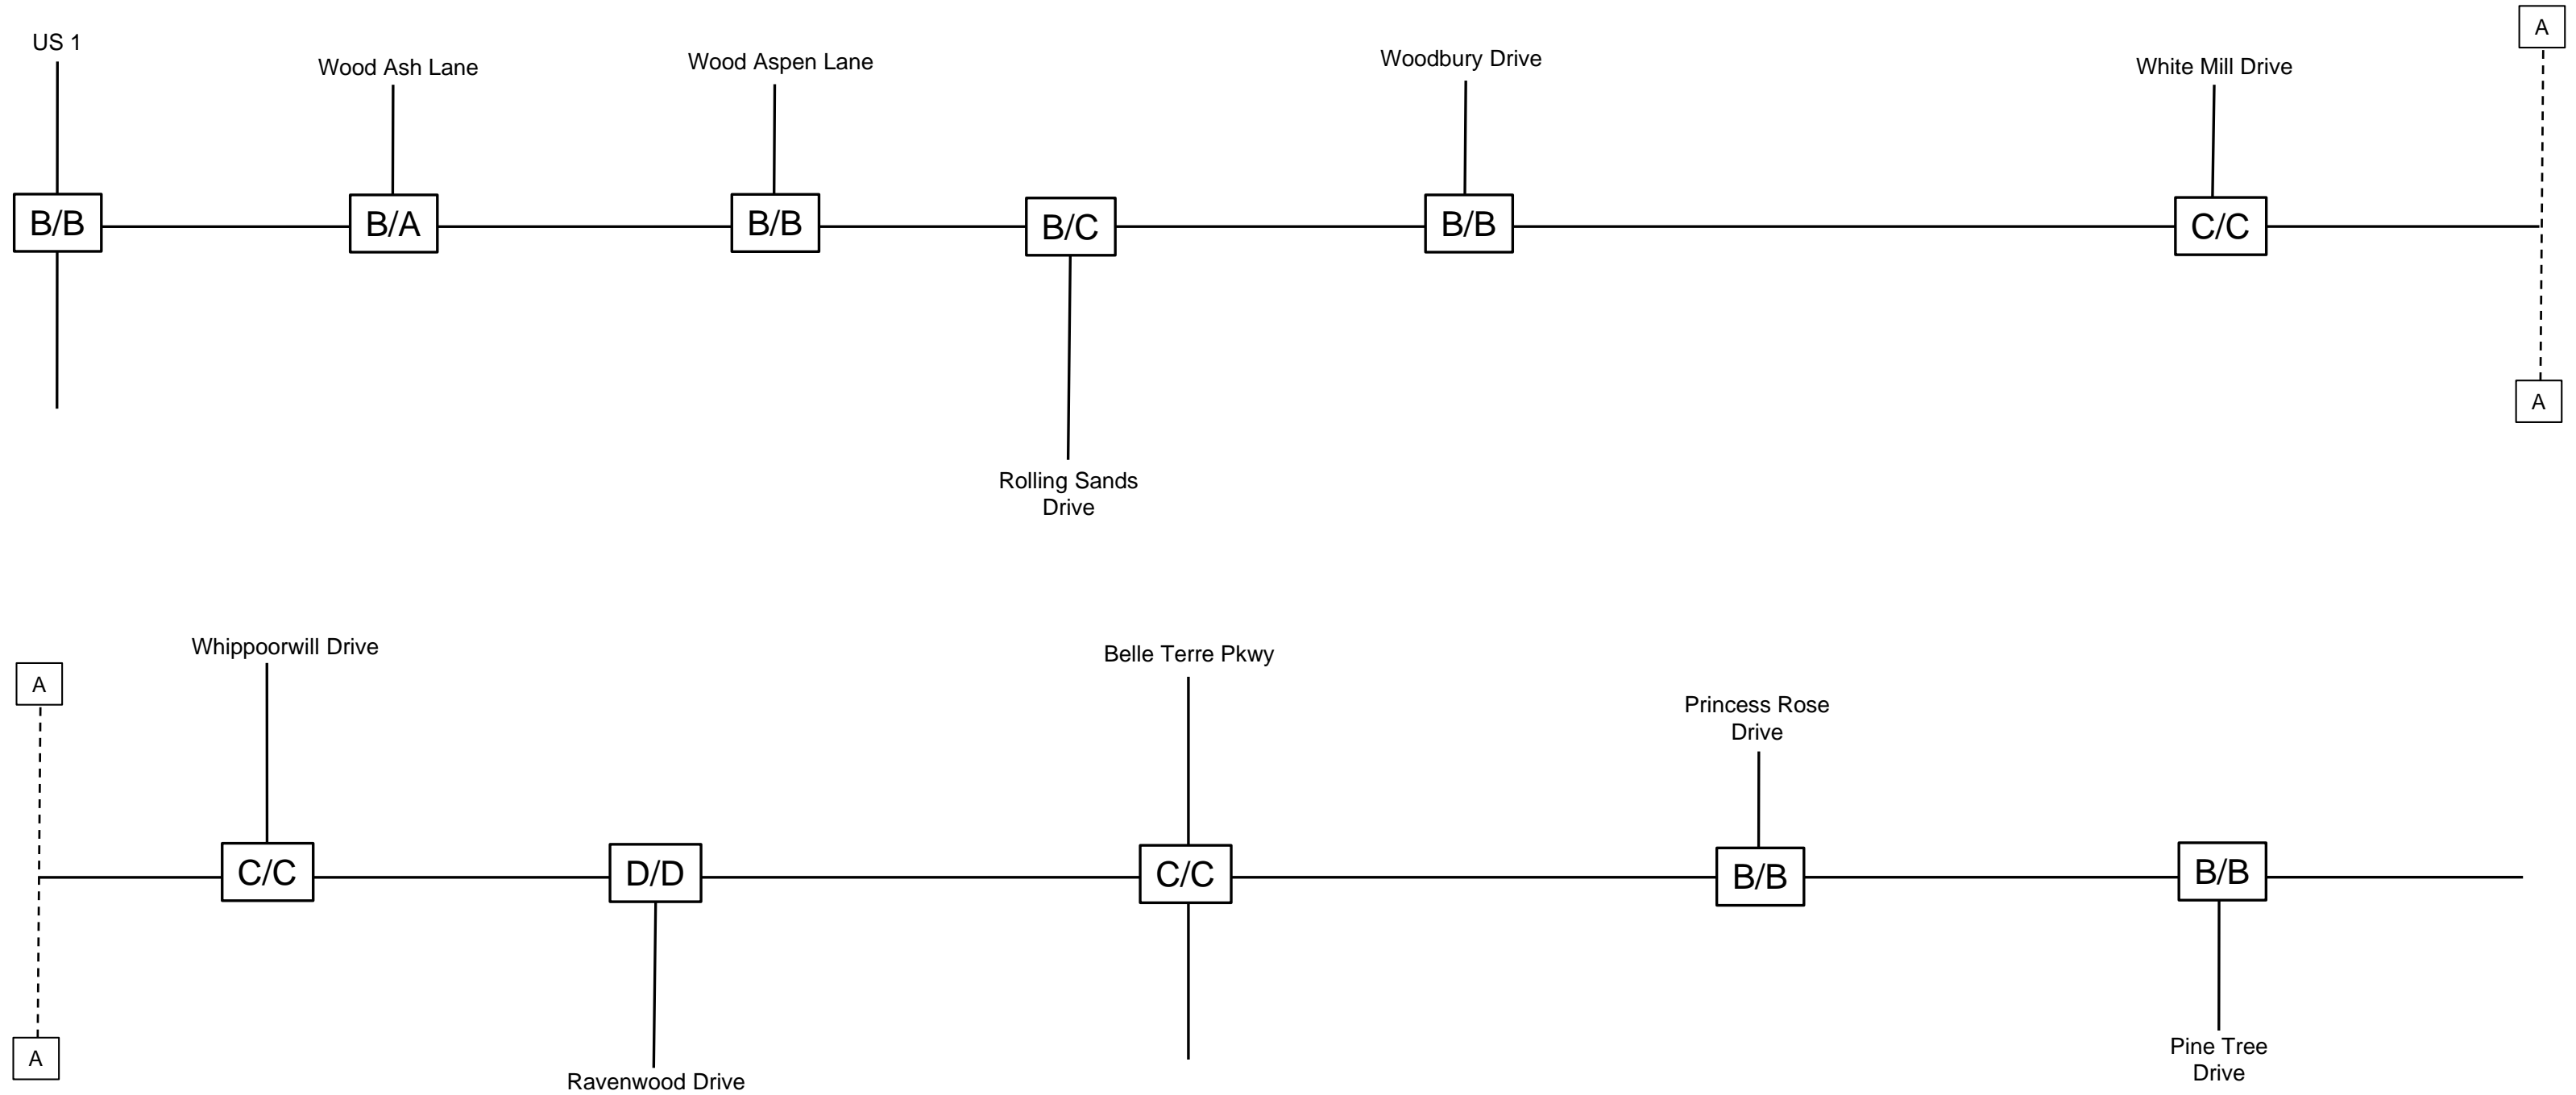 US 1
Wood Ash Lane
Wood Aspen Lane
Woodbury Drive
White Mill Drive
A
B/B
B/A
B/B
B/C
B/B
C/C
A
Rolling Sands
Drive
Whippoorwill Drive
Belle Terre Pkwy
A
Princess Rose
Drive
C/C
D/D
C/C
B/B
B/B
A
Ravenwood Drive
Pine Tree
Drive